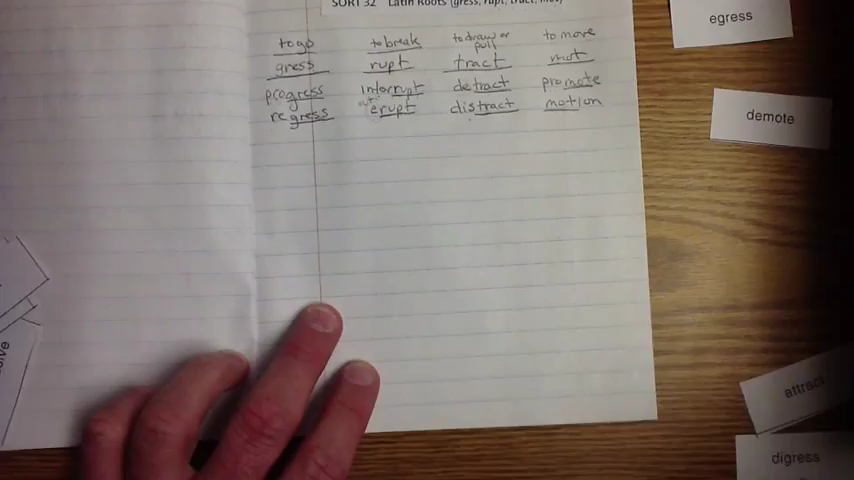 SORT 32 Latin Roots (gress, rupt, tract, mot)
to go to break to draw or pull to move
gress rupt tract mot
progress interrupt detract promote
regress erupt distract motion
egress
demote
attract
digress